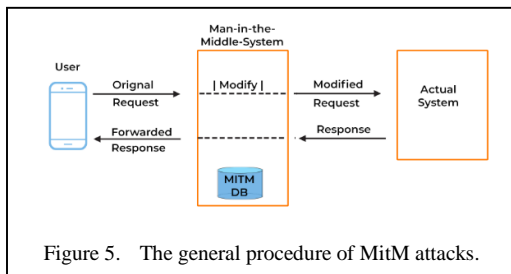 Man-in-the-
Middle-System
User
Orignal
Request
| Modify |
Modified
Request
Actual
System
Forwarded
Response
Response
MITM
DB
Figure 5. The general procedure of MitM attacks.